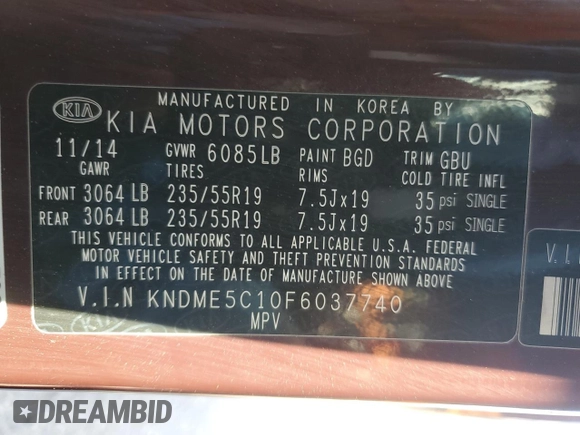 MANUFACTURED IN KOREA BY
KIA KIA MOTORS CORPORATION
11/14 GVWR 6085LB PAINT BGD TRIM GBU
GAWR TIRES RIMS COLD TIRE INFL
FRONT 3064 LB 235/55R19 7.5Jx19 35 psi SINGLE
REAR 3064 LB 235/55R19 7.5Jx19 35 psi SINGLE
THIS VEHICLE CONFORMS TO ALL APPLICABLE U.S.A. FEDERAL
MOTOR VEHICLE SAFETY AND THEFT PREVENTION STANDARDS
IN EFFECT ON THE DATE OF MANUFACTURE SHOWN ABOVE
V.I.N KNDME5C10F6037740
MPV
V.I.
DREAMBID